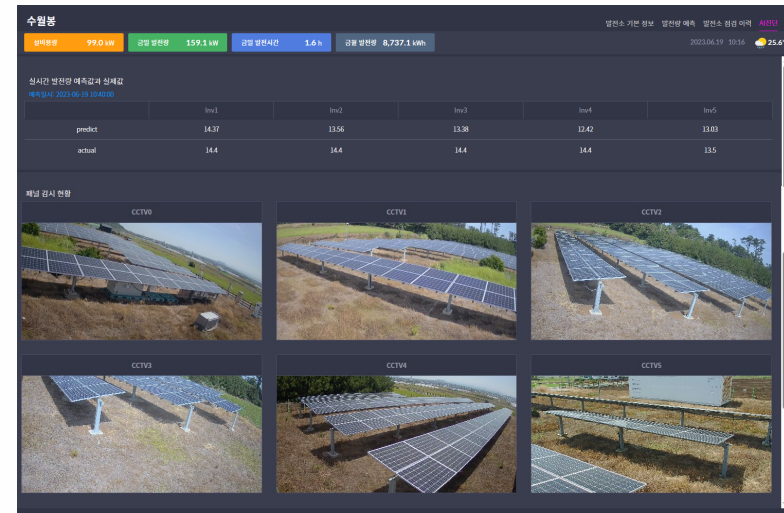 수월봉
발전소 기본 정보 발전량 예측 발전소 점검 이력 AI진단
설비용량 99.0 kW 금일 발전량 159.1 kW 금일 발전시간 1.6 h 금월 발전량 8,737.1 kWh 2023.06.19 10:16 25.6°
실시간 발전량 예측값과 실제값
예측일시: 2023-06-19 10:40:00
Inv1 Inv2 Inv3 Inv4 Inv5
predict 14.37 13.56 13.38 12.42 13.03
actual 14.4 14.4 14.4 14.4 13.5
패널 감시 현황
CCTV0 CCTV1 CCTV2
CCTV3 CCTV4 CCTV5